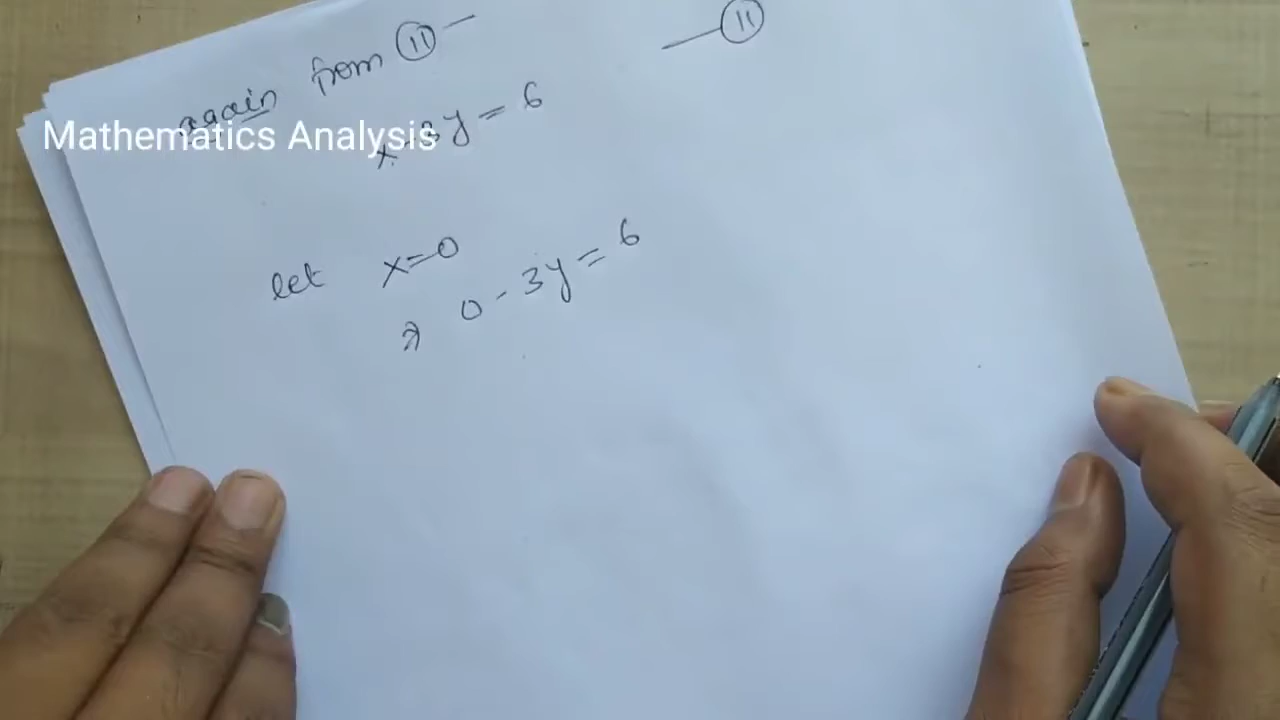 again from ⑪ —
— ⑪
Mathematics Analysis
x - 3y = 6
let x=0
⇒ 0 - 3y = 6